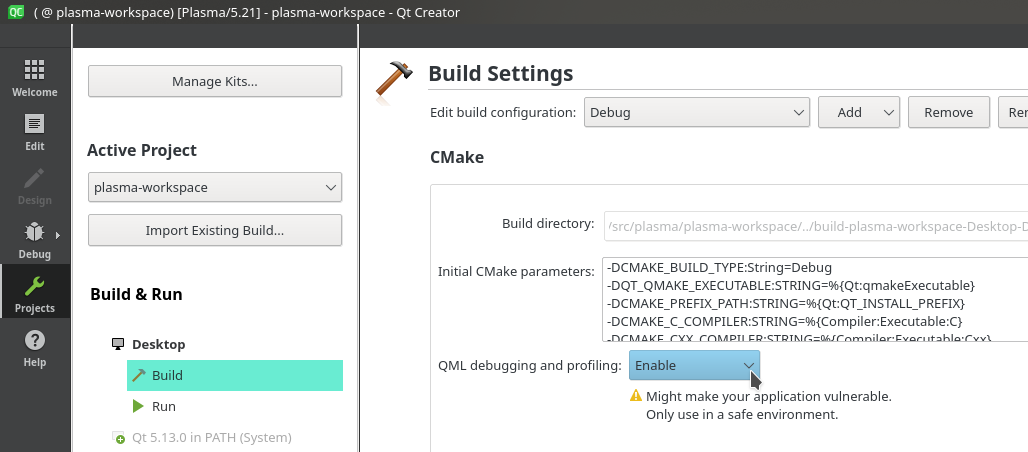 QC ( @ plasma-workspace) [Plasma/5.21] - plasma-workspace - Qt Creator
Welcome
Edit
Design
Debug
Projects
Help
Manage Kits...
Active Project
plasma-workspace
Import Existing Build...
Build & Run
Desktop
Build
Run
Qt 5.13.0 in PATH (System)
Build Settings
Edit build configuration: Debug Add Remove
CMake
Build directory: /src/plasma/plasma-workspace/../build-plasma-workspace-Desktop-D
Initial CMake parameters: -DCMAKE_BUILD_TYPE:String=Debug
-DQT_QMAKE_EXECUTABLE:STRING=%{Qt:qmakeExecutable}
-DCMAKE_PREFIX_PATH:STRING=%{Qt:QT_INSTALL_PREFIX}
-DCMAKE_C_COMPILER:STRING=%{Compiler:Executable:C}
-DCMAKE_CXX_COMPILER:STRING=%{Compiler:Executable:Cxx}
QML debugging and profiling: Enable
Might make your application vulnerable.
Only use in a safe environment.